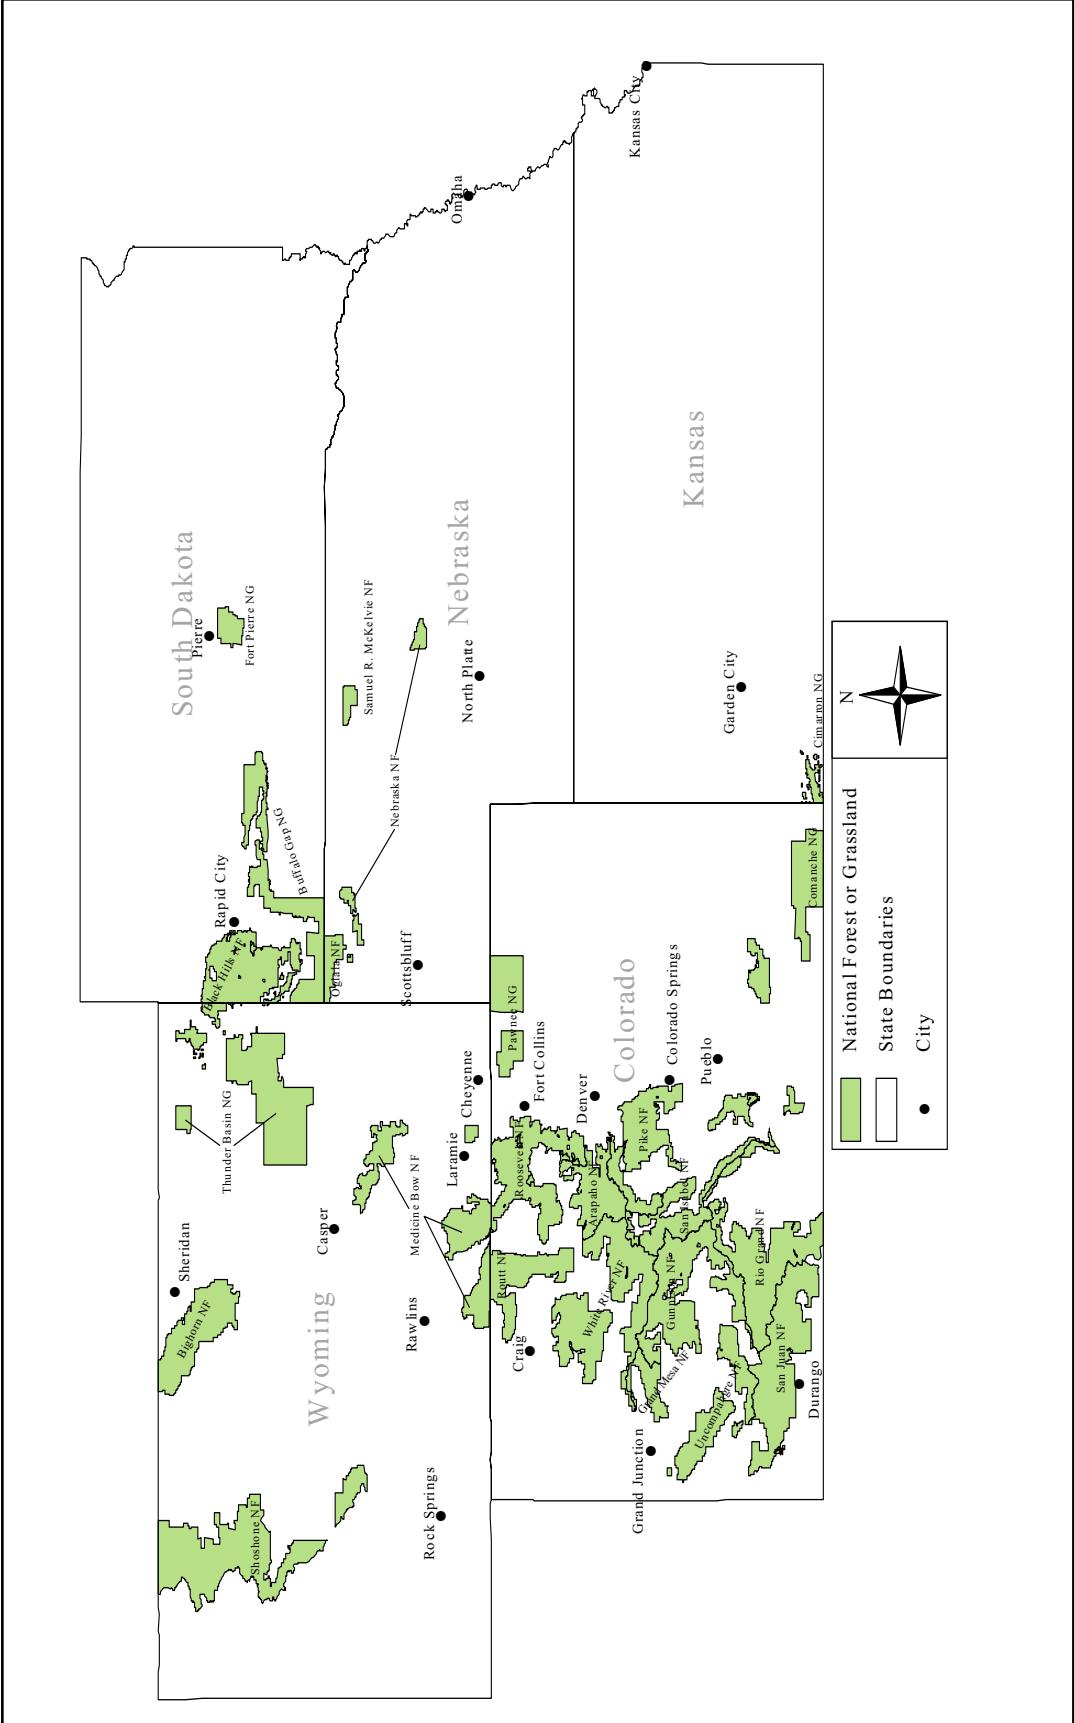 South Dakota
Pierre
Fort Pierre NG
Rapid City
Black Hills NF
Buffalo Gap NG
Omaha
Nebraska
Samuel R. McKelvie NF
Nebraska NF
North Platte
Oglala NF
Scottsbluff
Kansas City
Kansas
Garden City
Cimarron NG
Wyoming
Sheridan
Bighorn NF
Thunder Basin NG
Casper
Shoshone NF
Medicine Bow NF
Rawlins
Rock Springs
Laramie
Cheyenne
Colorado
Pawnee NG
Fort Collins
Roosevelt NF
Routt NF
Craig
Denver
Arapaho NF
White River NF
Pike NF
Colorado Springs
San Isabel NF
Gunnison NF
Grand Mesa NF
Grand Junction
Pueblo
Uncompahgre NF
Rio Grand NF
San Juan NF
Durango
Comanche NG
National Forest or Grassland
State Boundaries
City
N